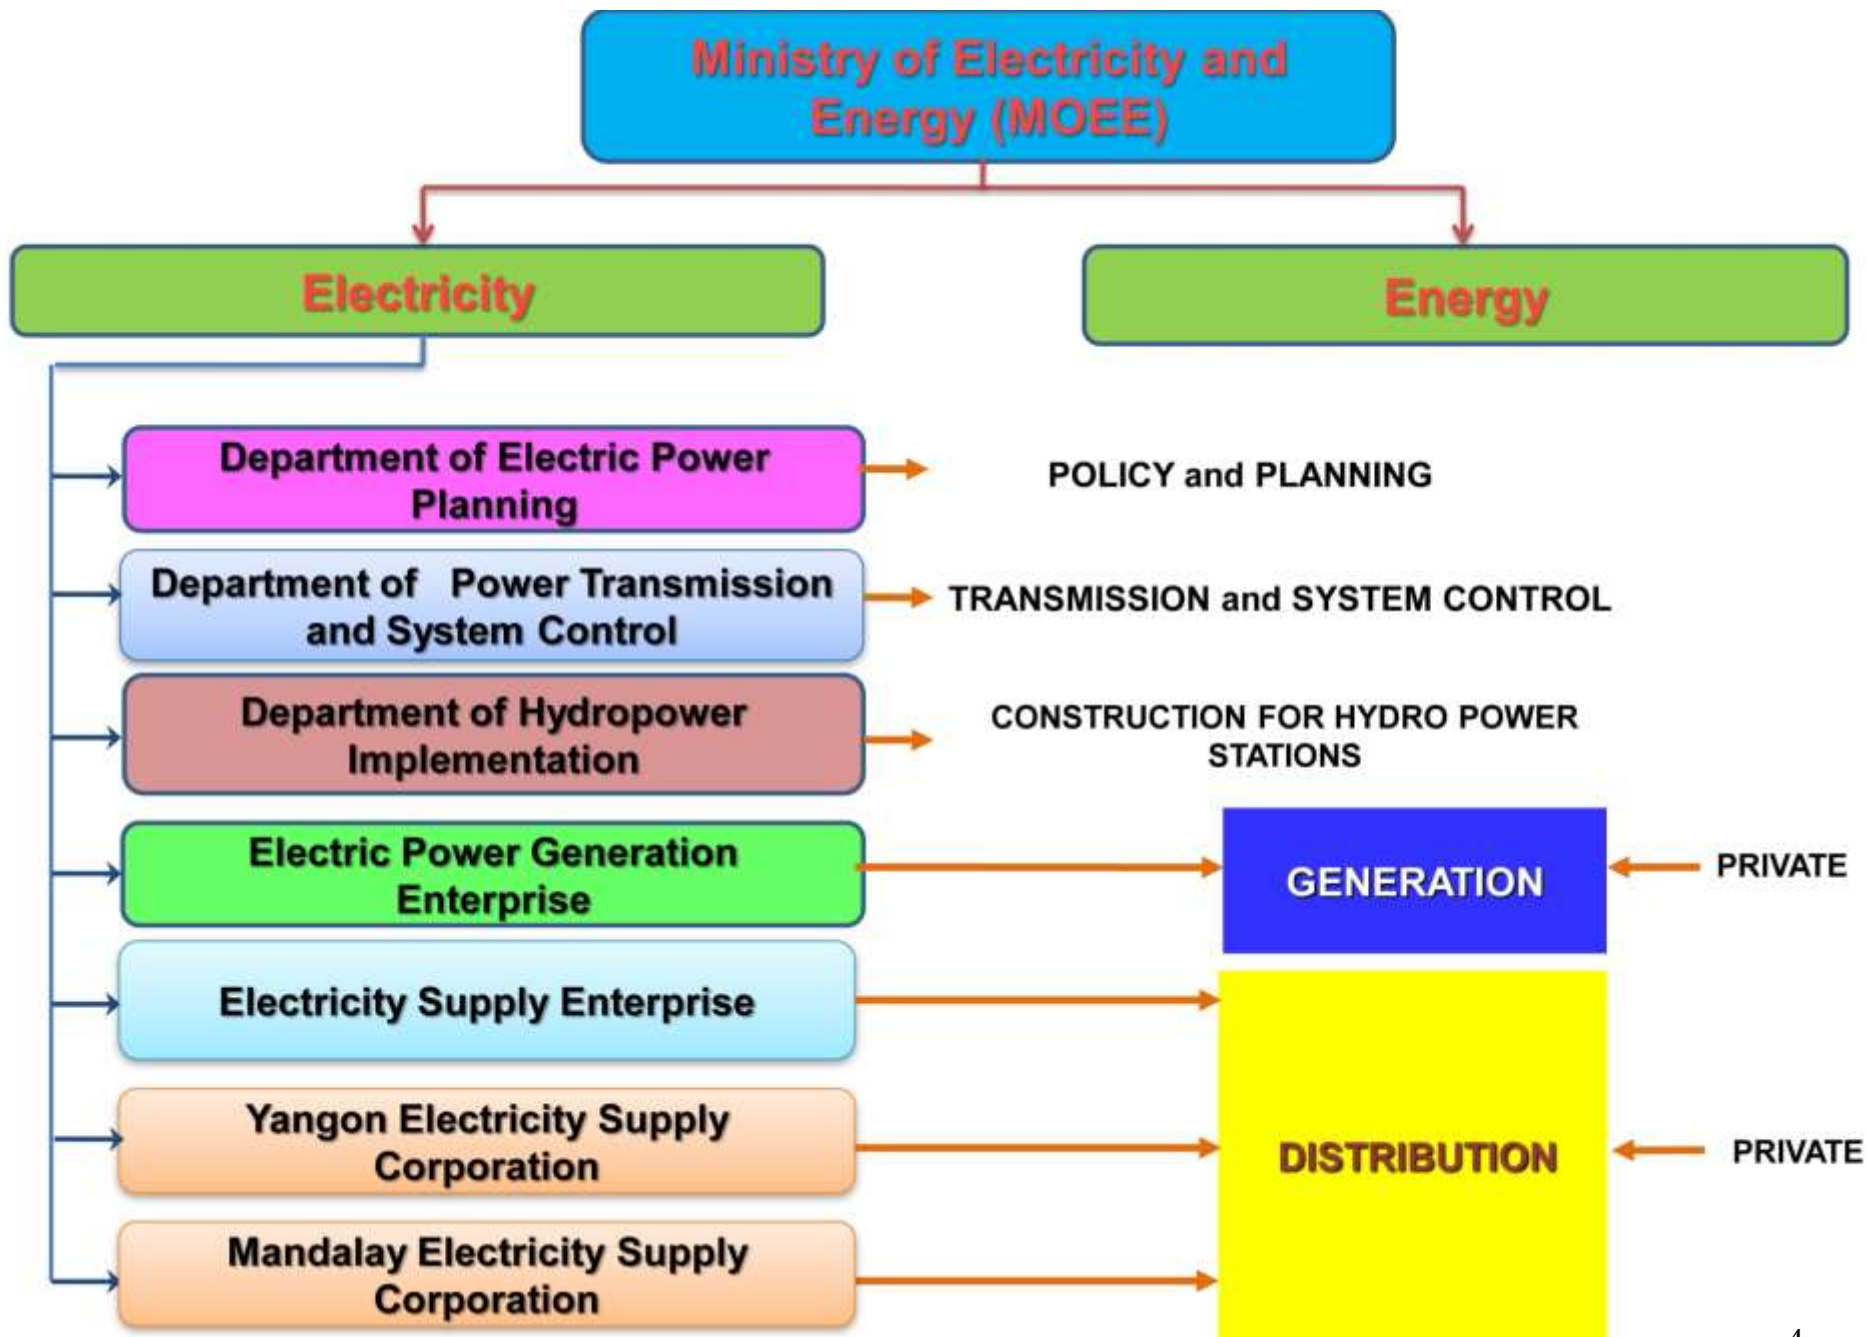 Ministry of Electricity and
Energy (MOEE)
Electricity
Energy
Department of Electric Power
Planning
POLICY and PLANNING
Department of Power Transmission
and System Control
TRANSMISSION and SYSTEM CONTROL
Department of Hydropower
Implementation
CONSTRUCTION FOR HYDRO POWER
STATIONS
Electric Power Generation
Enterprise
GENERATION
PRIVATE
Electricity Supply Enterprise
Yangon Electricity Supply
Corporation
DISTRIBUTION
PRIVATE
Mandalay Electricity Supply
Corporation
4